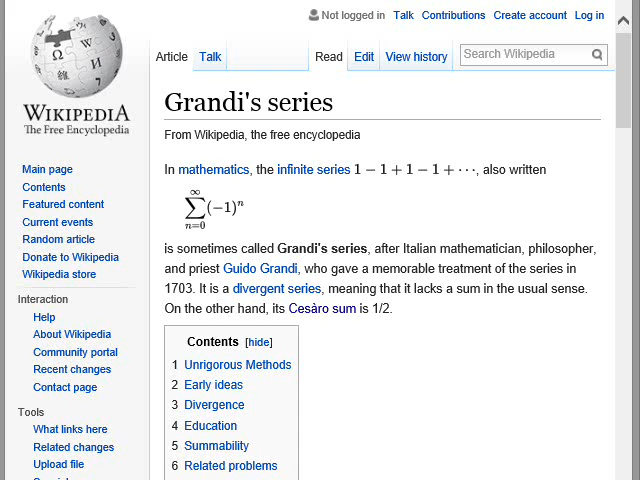 Not logged in Talk Contributions Create account Log in
Article Talk Read Edit View history Search Wikipedia
Ω W И 維
WIKIPEDIA
The Free Encyclopedia
Grandi's series
From Wikipedia, the free encyclopedia
In mathematics, the infinite series 1 − 1 + 1 − 1 + ⋯, also written
∞
∑(−1)ⁿ
n=0
is sometimes called Grandi's series, after Italian mathematician, philosopher,
and priest Guido Grandi, who gave a memorable treatment of the series in
1703. It is a divergent series, meaning that it lacks a sum in the usual sense.
On the other hand, its Cesàro sum is 1/2.
Contents [hide]
1 Unrigorous Methods
2 Early ideas
3 Divergence
4 Education
5 Summability
6 Related problems
Main page
Contents
Featured content
Current events
Random article
Donate to Wikipedia
Wikipedia store
Interaction
Help
About Wikipedia
Community portal
Recent changes
Contact page
Tools
What links here
Related changes
Upload file